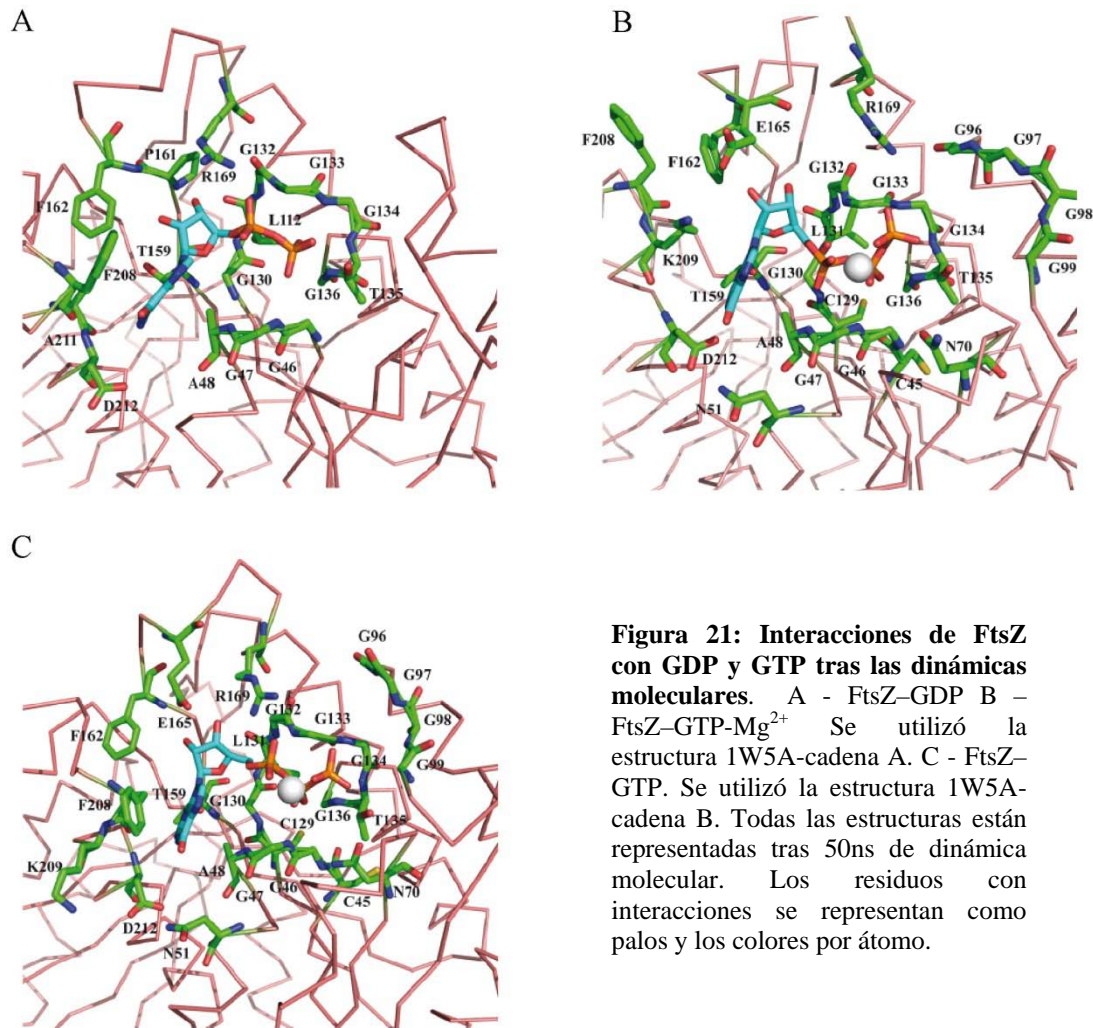 A
F162
P161
R169
G132
G133
G134
L112
T159
F208
G130
G136
T135
A211
A48
G47
G46
D212
B
F208
E165
F162
R169
G96
G97
G98
G99
G132
G133
G134
L131
K209
G130
T159
G136
T135
C129
D212
A48
G47
G46
C45
N70
N51
C
G96
G97
G98
G99
R169
G132
G133
E165
F162
L131
G134
F208
T159
G130
G136
T135
C129
K209
A48
G47
G46
C45
N70
D212
N51
Figura 21: Interacciones de FtsZ
con GDP y GTP tras las dinámicas
moleculares. A - FtsZ–GDP B –
FtsZ–GTP-Mg2+ Se utilizó la
estructura 1W5A-cadena A. C - FtsZ–
GTP. Se utilizó la estructura 1W5A-
cadena B. Todas las estructuras están
representadas tras 50ns de dinámica
molecular. Los residuos con
interacciones se representan como
palos y los colores por átomo.